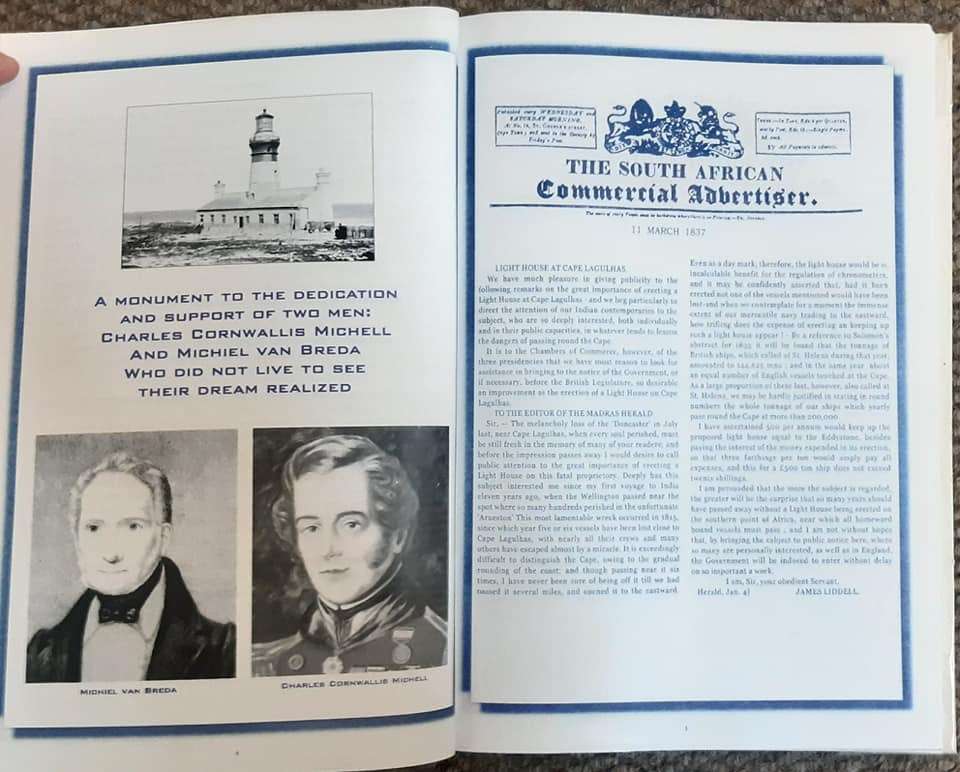 A MONUMENT TO THE DEDICATION
AND SUPPORT OF TWO MEN:
CHARLES CORNWALLIS MICHELL
AND MICHIEL VAN BREDA
WHO DID NOT LIVE TO SEE
THEIR DREAM REALIZED
MICHIEL VAN BREDA
CHARLES CORNWALLIS MICHELL
Published every WEDNESDAY and
SATURDAY MORNING,
THE SOUTH AFRICAN
Commercial Advertiser.
11 MARCH 1837
LIGHT HOUSE AT CAPE LAGULHAS.
We have much pleasure in giving publicity to the
following remarks on the great importance of erecting a
Light House at Cape Lagulhas - and we beg particularly to
direct the attention of our Indian contemporaries to the
subject, who are so deeply interested, both individually
and in their public capacities, in whatever tends to lessen
the dangers of passing round the Cape.
It is to the Chambers of Commerce, however, of the
three presidencies that we have most reason to look for
assistance in bringing to the notice of the Government, or
if necessary, before the British Legislature, so desirable
an improvement as the erection of a Light House on Cape
Lagulhas.
TO THE EDITOR OF THE MADRAS HERALD
Sir, - The melancholy loss of the 'Doncaster' in July
last, near Cape Lagulhas, when every soul perished, must
be still fresh in the memory of many of your readers; and
before the impression passes away I would desire to call
public attention to the great importance of erecting a
Light House on this fatal proprietory. Deeply has this
subject interested me since my first voyage to India
eleven years ago, when the Wellington passed near the
spot where so many hundreds perished in the unfortunate
'Arneston' This most lamentable wreck occurred in 1815,
since which year five or six vessels have been lost close to
Cape Lagulhas, with nearly all their crews and many
others have escaped almost by a miracle. It is exceedingly
difficult to distinguish the Cape, owing to the gradual
rounding of the coast; and though passing near it six
times, I have never been sure of being off it till we had
passed it several miles, and opened it to the eastward.
Even as a day mark, therefore, the light house would be is
incalculable benefit for the regulation of chronometers,
and it may be confidently asserted that, had it been
erected not one of the vessels mentioned would have been
lost-and when we contemplate for a moment the immense
extent of our mercantile navy trading to the eastward,
how trifling does the expense of erecting an keeping up
such a light house appear! - By a reference to Solomon's
abstract for it will be found that the tonnage of
British ships, which called of St. Helena during that year,
amounted to tons; and in the same year about
an equal number of English vessels touched at the Cape.
As a large proportion of these last, however, also called at
St. Helena, we may be hardly justified in stating in round
numbers the whole tonnage of our ships which yearly
pass round the Cape at more than 200,000.
I have ascertained per annum would keep up the
proposed light house equal to the Eddystone, besides
paying the interest of the money expended in its erection,
so that three farthings per ton would amply pay all
expenses, and this for a £500 ton ship does not exceed
twenty shillings.
I am persuaded that the more the subject is regarded,
the greater will be the surprise that so many years should
have passed away without a Light House being erected on
the southern point of Africa, near which all homeward
bound vessels must pass, and I am not without hopes
that, by bringing the subject to public notice here, where
so many are personally interested, as well as in England,
the Government will be induced to enter without delay
on so important a work.
I am, Sir, your obedient Servant,
Herald, Jan. 4] JAMES LIDDELL.